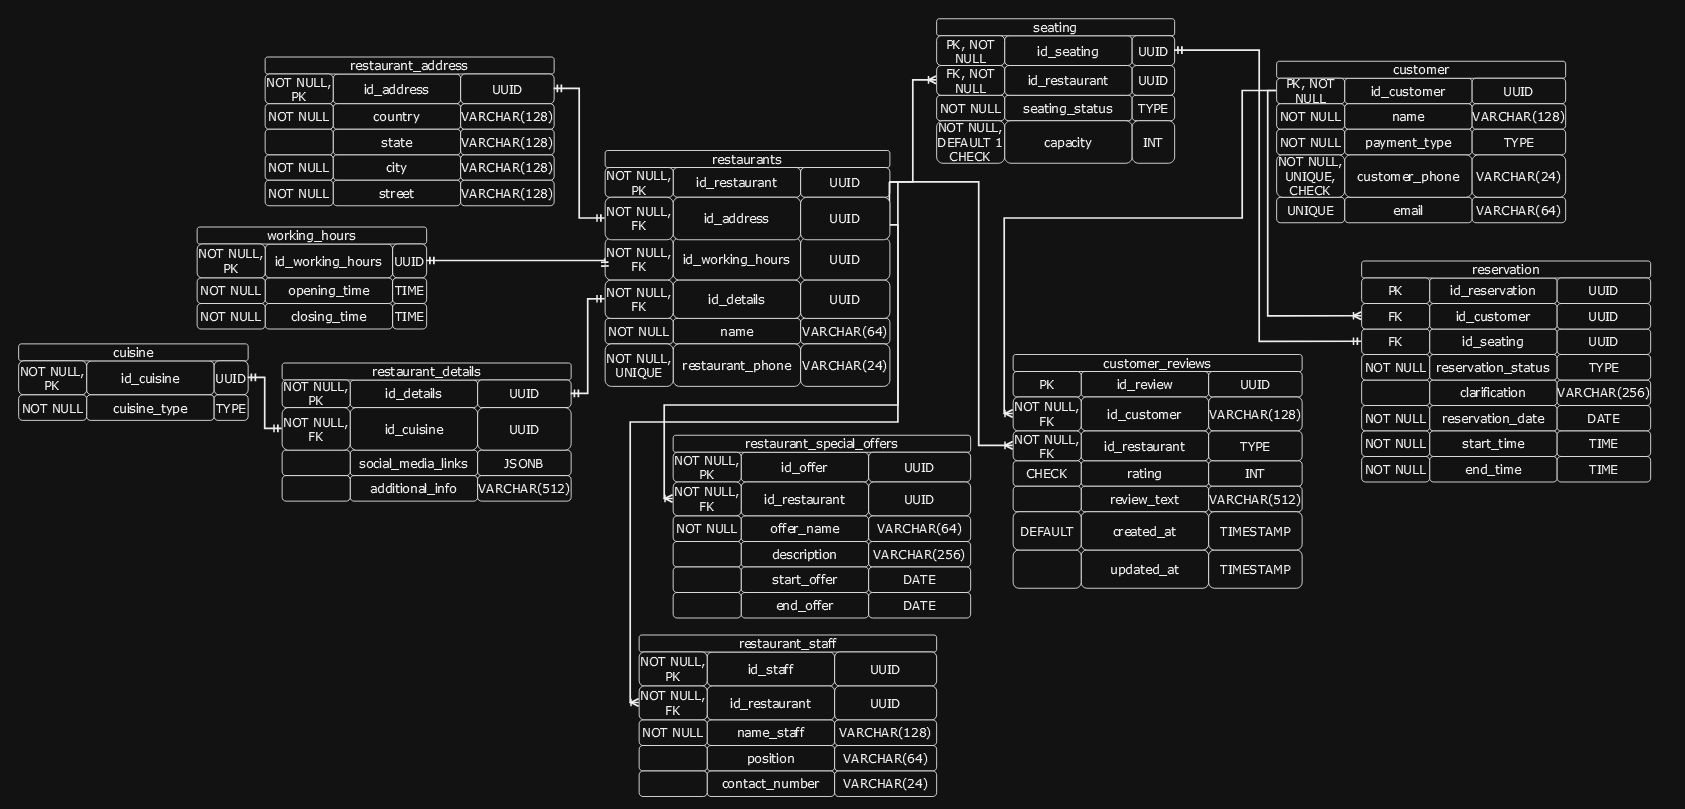 restaurant_address
NOT NULL, PK id_address UUID
NOT NULL country VARCHAR(128)
state VARCHAR(128)
NOT NULL city VARCHAR(128)
NOT NULL street VARCHAR(128)
working_hours
NOT NULL, PK id_working_hours UUID
NOT NULL opening_time TIME
NOT NULL closing_time TIME
cuisine
NOT NULL, PK id_cuisine UUID
NOT NULL cuisine_type TYPE
restaurant_details
NOT NULL, PK id_details UUID
NOT NULL, FK id_cuisine UUID
social_media_links JSONB
additional_info VARCHAR(512)
restaurants
NOT NULL, PK id_restaurant UUID
NOT NULL, FK id_address UUID
NOT NULL, FK id_working_hours UUID
NOT NULL, FK id_details UUID
NOT NULL name VARCHAR(64)
NOT NULL, UNIQUE restaurant_phone VARCHAR(24)
restaurant_special_offers
NOT NULL, PK id_offer UUID
NOT NULL, FK id_restaurant UUID
NOT NULL offer_name VARCHAR(64)
description VARCHAR(256)
start_offer DATE
end_offer DATE
restaurant_staff
NOT NULL, PK id_staff UUID
NOT NULL, FK id_restaurant UUID
NOT NULL name_staff VARCHAR(128)
position VARCHAR(64)
contact_number VARCHAR(24)
seating
PK, NOT NULL id_seating UUID
FK, NOT NULL id_restaurant UUID
NOT NULL seating_status TYPE
NOT NULL, DEFAULT 1 CHECK capacity INT
customer
PK, NOT NULL id_customer UUID
NOT NULL name VARCHAR(128)
NOT NULL payment_type TYPE
NOT NULL, UNIQUE, CHECK customer_phone VARCHAR(24)
UNIQUE email VARCHAR(64)
customer_reviews
PK id_review UUID
NOT NULL, FK id_customer VARCHAR(128)
NOT NULL, FK id_restaurant TYPE
CHECK rating INT
review_text VARCHAR(512)
DEFAULT created_at TIMESTAMP
updated_at TIMESTAMP
reservation
PK id_reservation UUID
FK id_customer UUID
FK id_seating UUID
NOT NULL reservation_status TYPE
clarification VARCHAR(256)
NOT NULL reservation_date DATE
NOT NULL start_time TIME
NOT NULL end_time TIME